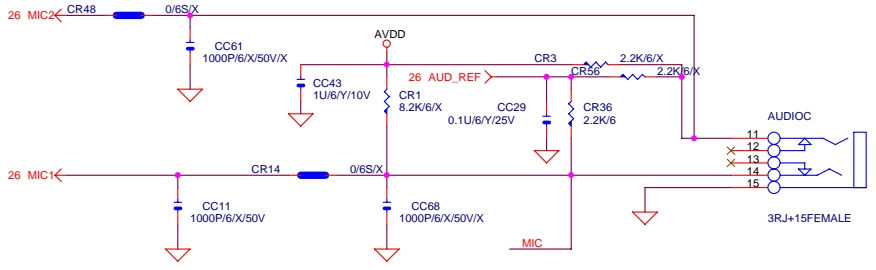 26 MIC2
CR48
0/6S/X
CC61
1000P/6/X/50V/X
AVDD
CR3
2.2K/6/X
CR56
2.2K/6/X
26 AUD_REF
CC43
1U/6/Y/10V
CR1
8.2K/6/X
CC29
0.1U/6/Y/25V
CR36
2.2K/6
AUDIOC
11
12
13
14
15
3RJ+15FEMALE
26 MIC1
CR14
0/6S/X
CC11
1000P/6/X/50V
CC68
1000P/6/X/50V/X
MIC